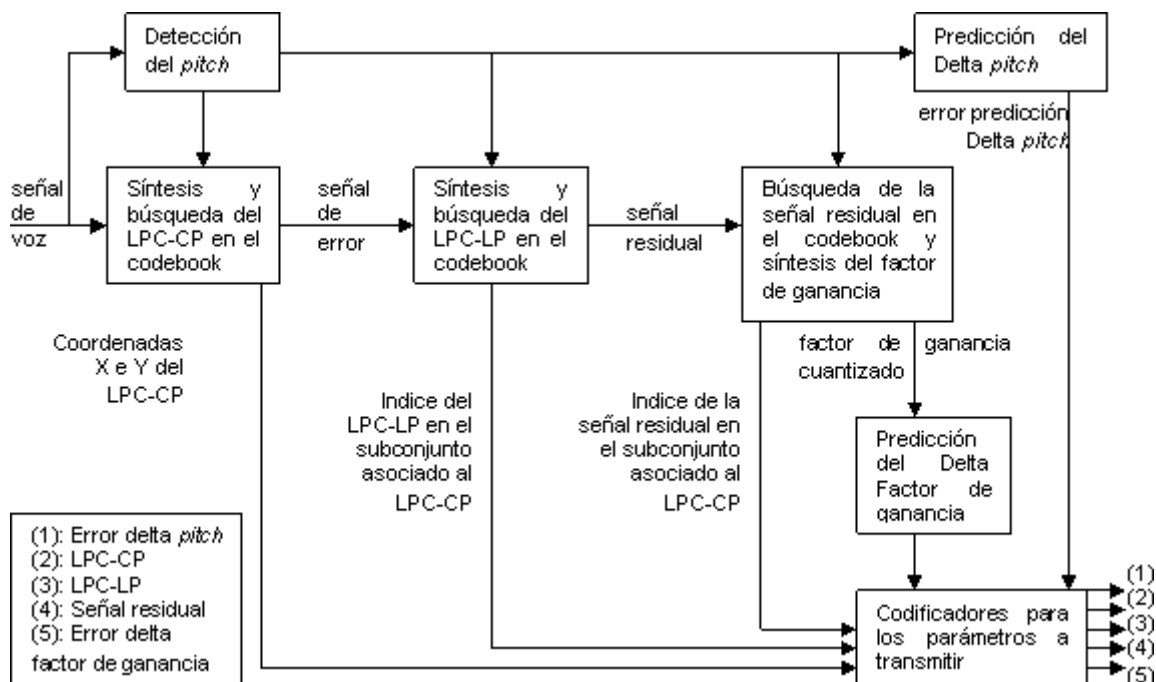 Detección
del pitch
Predicción del
Delta pitch
error predicción
Delta pitch
señal
de
voz
Síntesis y
búsqueda del
LPC-CP en el
codebook
señal
de
error
Síntesis y
búsqueda del
LPC-LP en el
codebook
señal
residual
Búsqueda de la
señal residual en
el codebook y
síntesis del factor
de ganancia
Coordenadas
X e Y del
LPC-CP
Indice del
LPC-LP en el
subconjunto
asociado al
LPC-CP
Indice de la
señal residual en
el subconjunto
asociado al
LPC-CP
factor de ganancia
cuantizado
Predicción
del Delta
Factor de
ganancia
(1): Error delta pitch
(2): LPC-CP
(3): LPC-LP
(4): Señal residual
(5): Error delta
factor de ganancia
Codificadores para
los parámetros a
transmitir
(1)
(2)
(3)
(4)
(5)